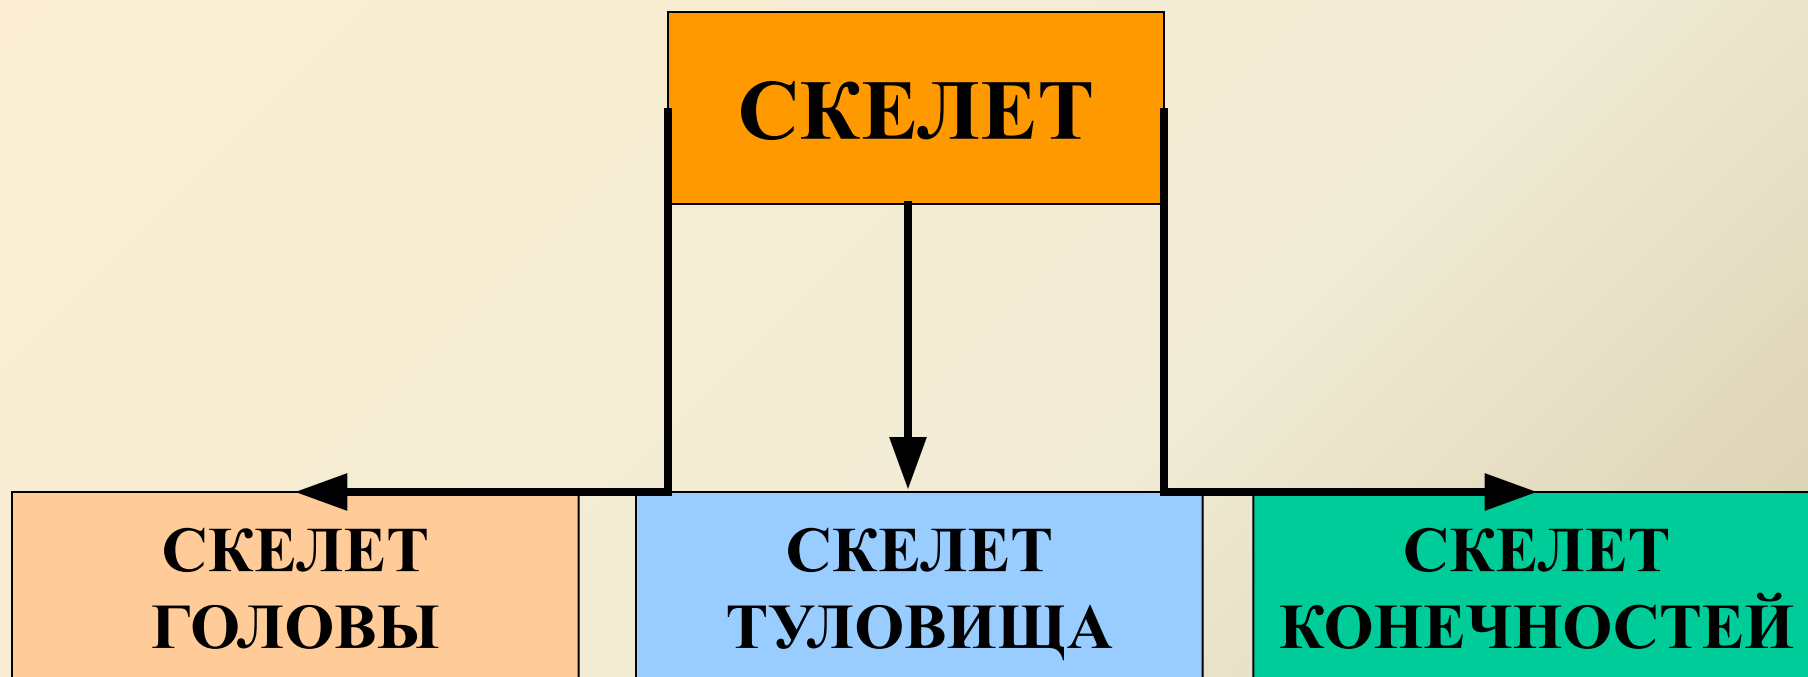 СКЕЛЕТ
СКЕЛЕТ
ГОЛОВЫ
СКЕЛЕТ
ТУЛОВИЩА
СКЕЛЕТ
КОНЕЧНОСТЕЙ